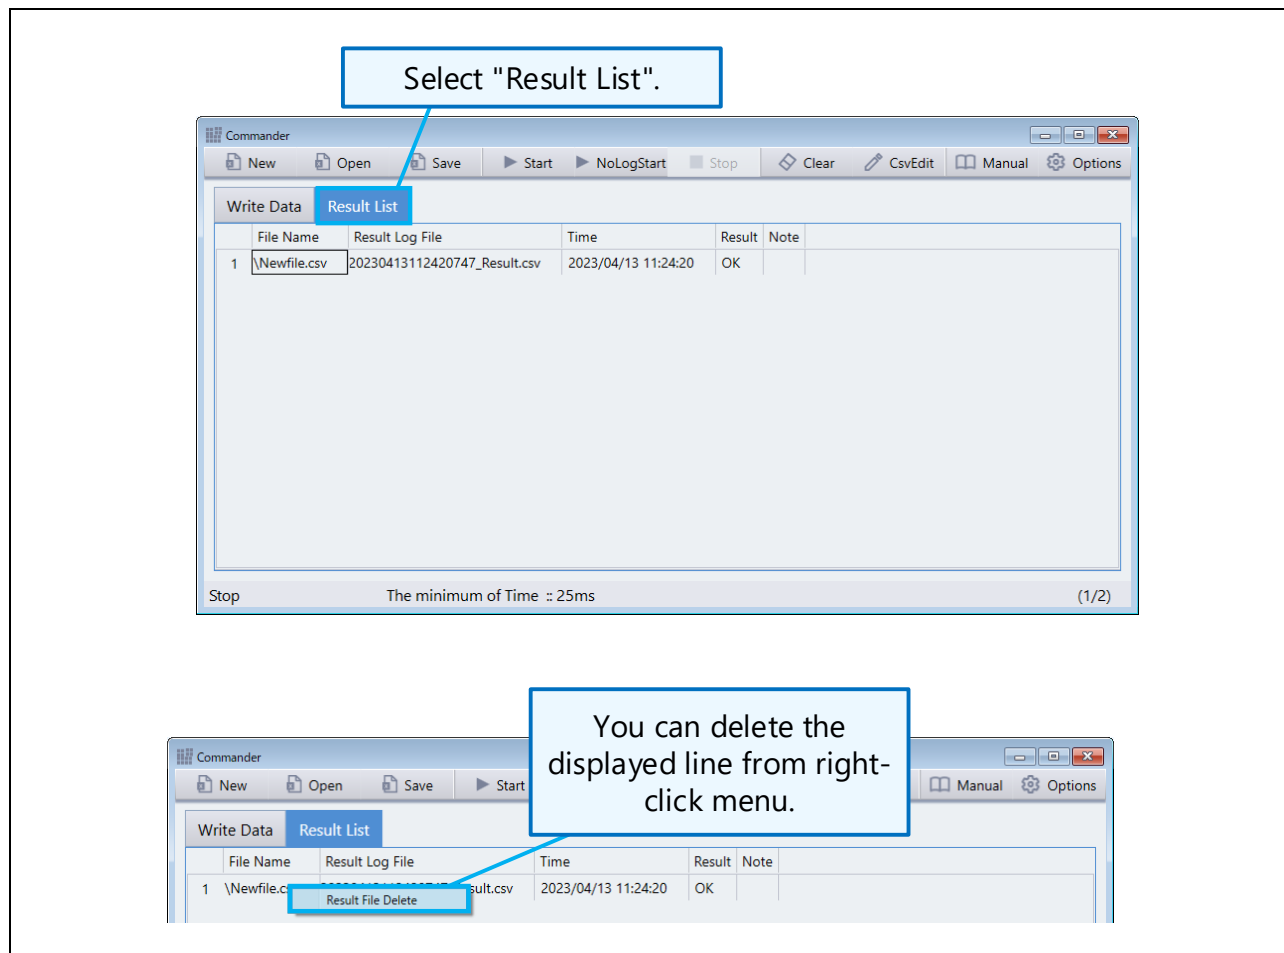 Select "Result List".
Commander
New Open Save Start NoLogStart Stop Clear CsvEdit Manual Options
Write Data Result List
File Name Result Log File Time Result Note
1 \Newfile.csv 20230413112420747_Result.csv 2023/04/13 11:24:20 OK
Stop The minimum of Time :: 25ms (1/2)
You can delete the
displayed line from right-
click menu.
Commander
New Open Save Start Manual Options
Write Data Result List
File Name Result Log File Time Result Note
1 \Newfile.c sult.csv 2023/04/13 11:24:20 OK
Result File Delete